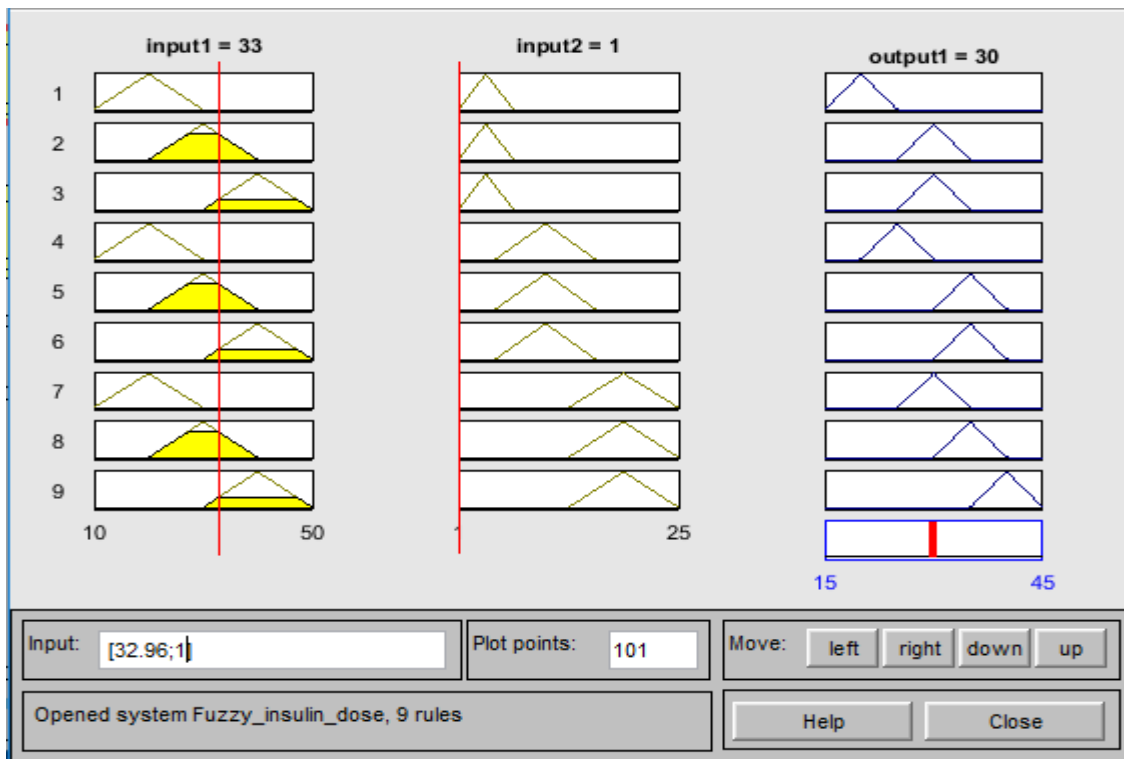 input1 = 33 input2 = 1 output1 = 30
1
2
3
4
5
6
7
8
9
10 50 1 25
15 45
Input: [32.96;1] Plot points: 101 Move: left right down up
Opened system Fuzzy_insulin_dose, 9 rules Help Close